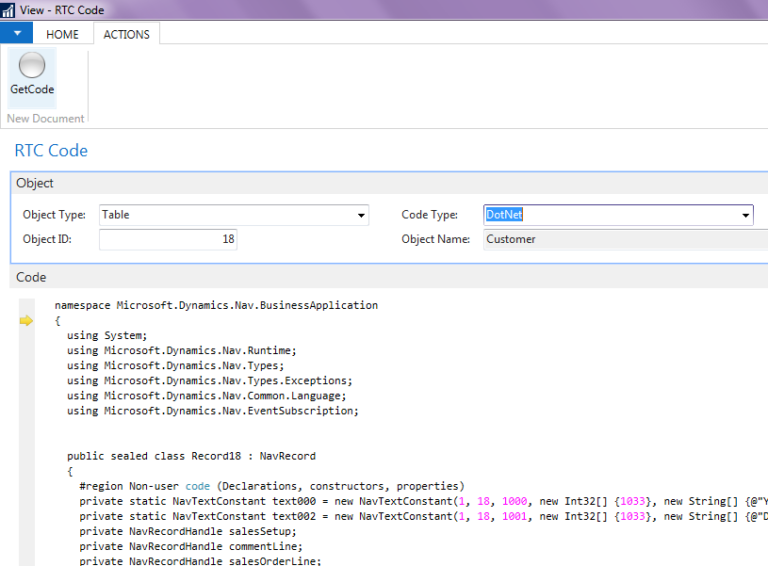 View - RTC Code
HOME ACTIONS
GetCode
New Document
RTC Code
Object
Object Type: Table Code Type: DotNet
Object ID: 18 Object Name: Customer
Code
namespace Microsoft.Dynamics.Nav.BusinessApplication
{
using System;
using Microsoft.Dynamics.Nav.Runtime;
using Microsoft.Dynamics.Nav.Types;
using Microsoft.Dynamics.Nav.Types.Exceptions;
using Microsoft.Dynamics.Nav.Common.Language;
using Microsoft.Dynamics.Nav.EventSubscription;
public sealed class Record18 : NavRecord
{
#region Non-user code (Declarations, constructors, properties)
private static NavTextConstant text000 = new NavTextConstant(1, 18, 1000, new Int32[] {1033}, new String[] {@"Y
private static NavTextConstant text002 = new NavTextConstant(1, 18, 1001, new Int32[] {1033}, new String[] {@"D
private NavRecordHandle salesSetup;
private NavRecordHandle commentLine;
private NavRecordHandle salesOrderLine;